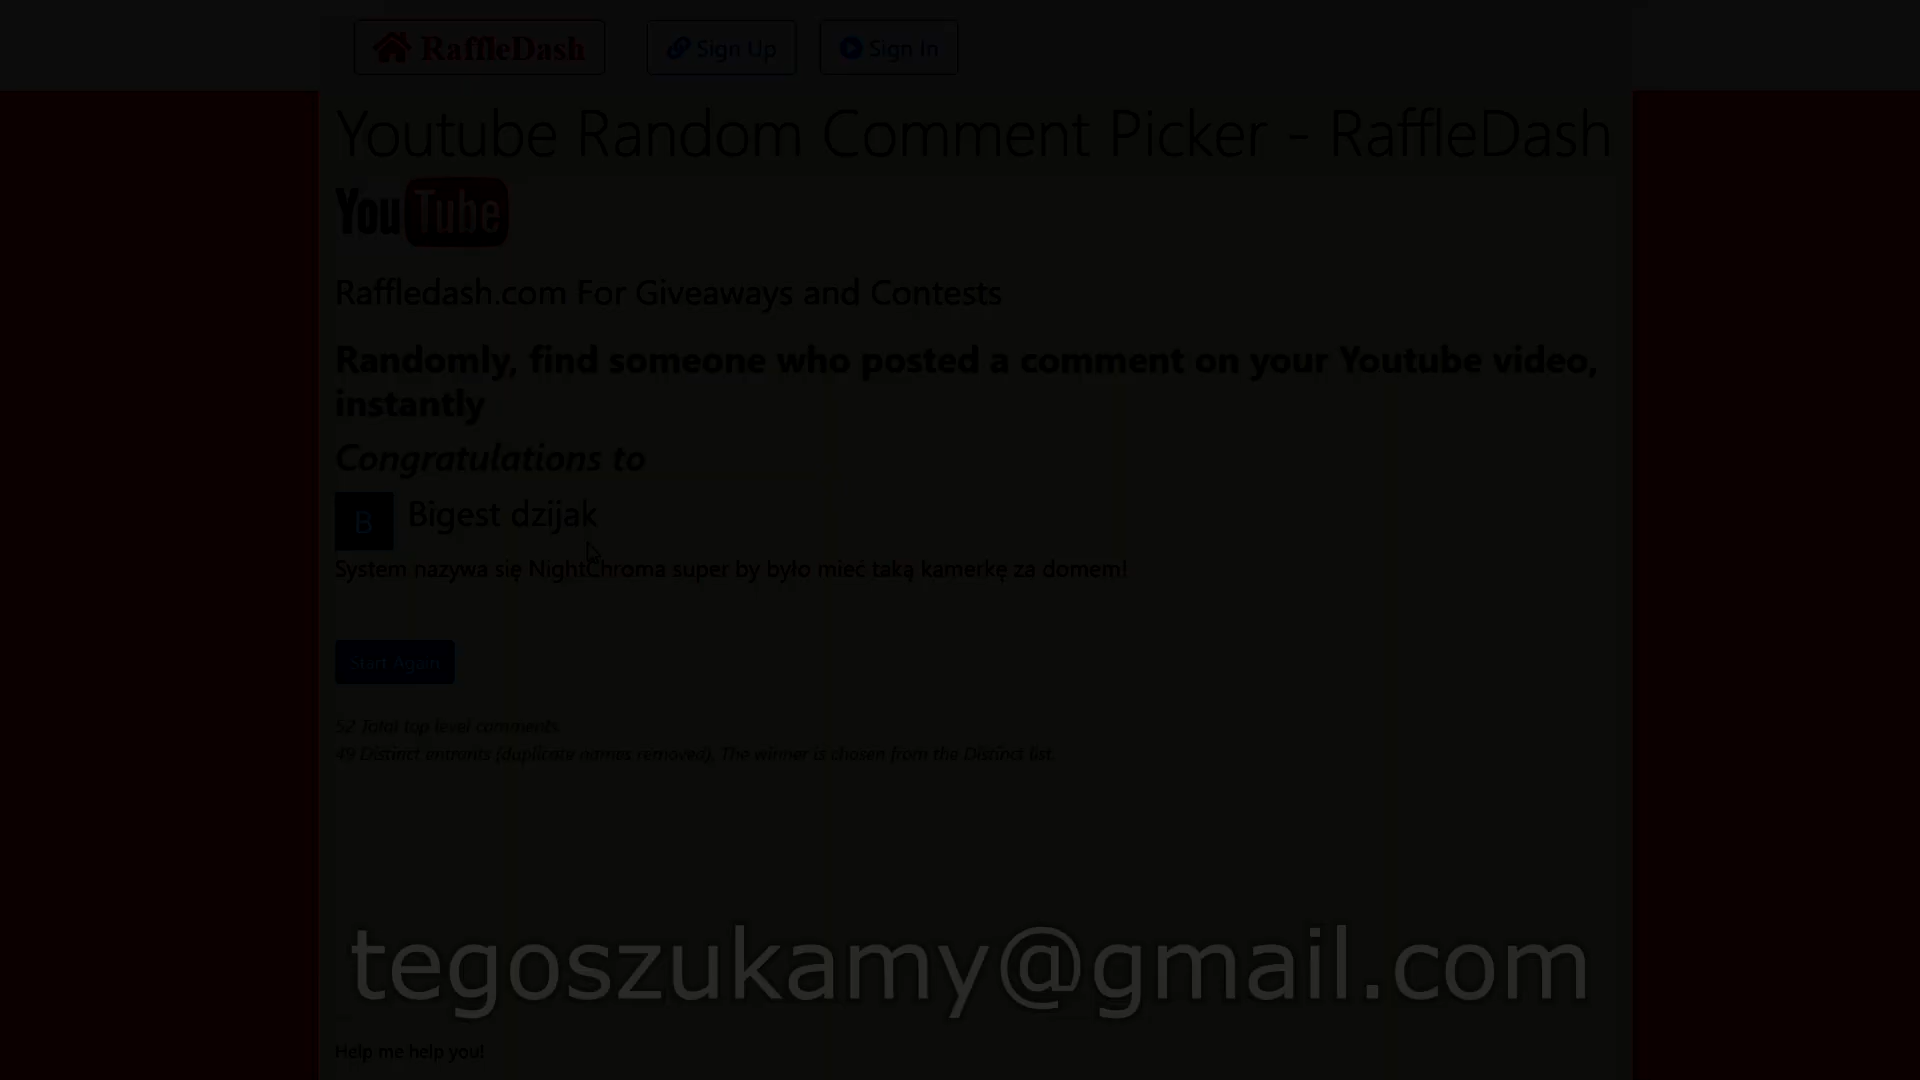 RaffleDash Sign Up Sign In
Youtube Random Comment Picker - RaffleDash
YouTube
Raffledash.com For Giveaways and Contests
Randomly, find someone who posted a comment on your Youtube video,
instantly
Congratulations to
B Bigest dzijak
System nazywa się NightChroma super by było mieć taką kamerkę za domem!
Start Again
52 Total top level comments
49 Distinct entrants (duplicate names removed). The winner is chosen from the Distinct list.
tegoszukamy@gmail.com
Help me help you!